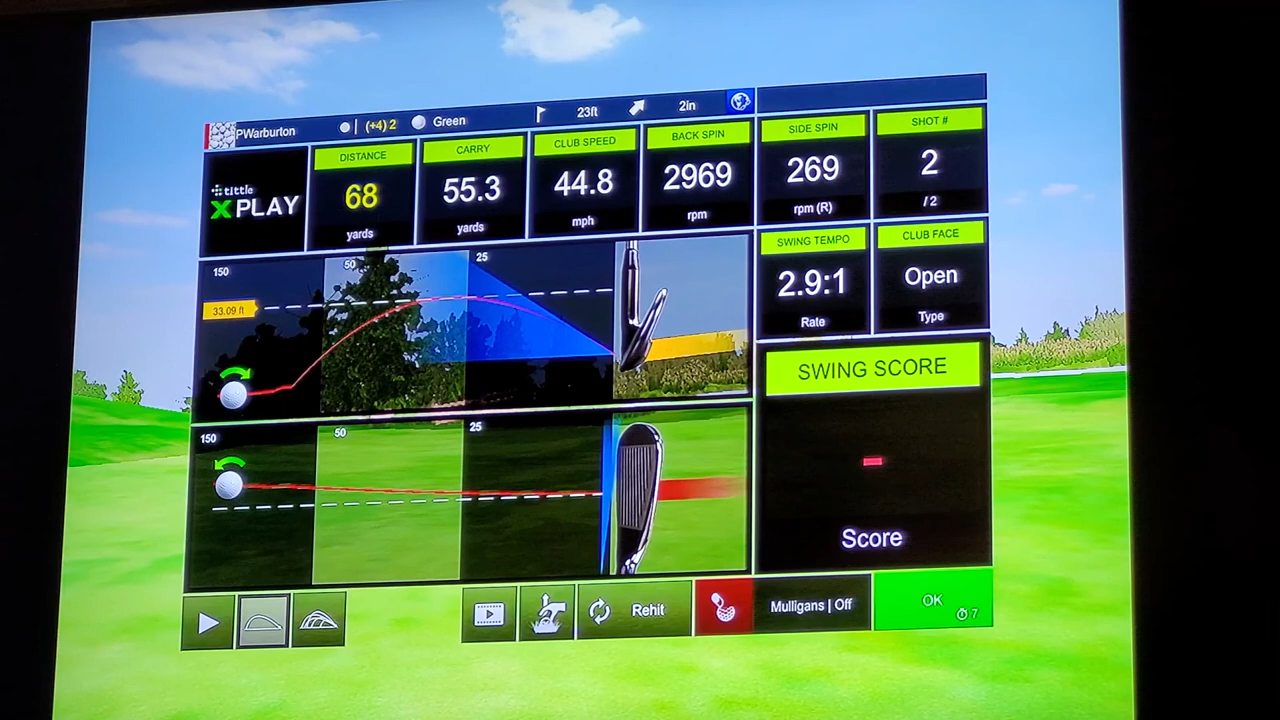 PWarburton
(+4) 2
Green
23ft
2in
tittle
X PLAY
DISTANCE
68
yards
CARRY
55.3
yards
CLUB SPEED
44.8
mph
BACK SPIN
2969
rpm
SIDE SPIN
269
rpm (R)
SHOT #
2
/ 2
SWING TEMPO
2.9:1
Rate
CLUB FACE
Open
Type
150
50
25
33.09 ft
150
50
25
SWING SCORE
-
Score
Rehit
Mulligans | Off
OK
7